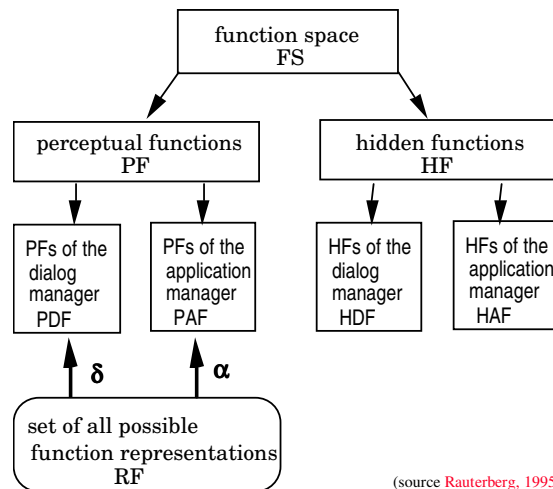 function space
FS
perceptual functions
PF
hidden functions
HF
PFs of the
dialog
manager
PDF
PFs of the
application
manager
PAF
HFs of the
dialog
manager
HDF
HFs of the
application
manager
HAF
δ
α
set of all possible
function representations
RF
(source Rauterberg, 1995